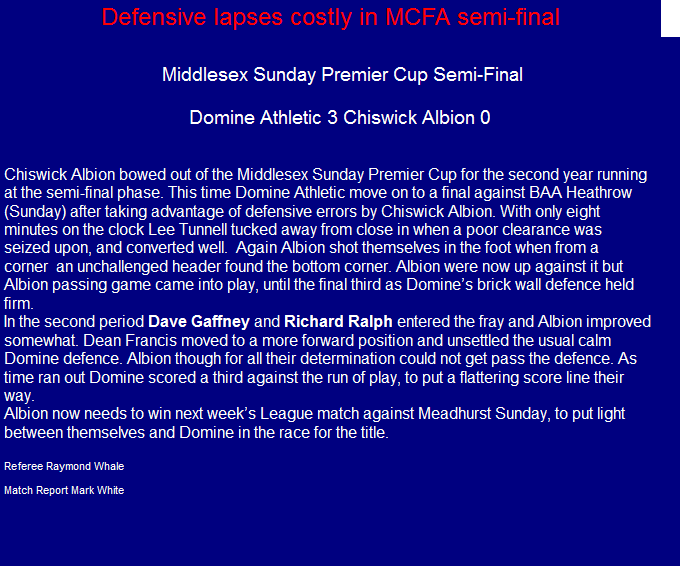 Defensive lapses costly in MCFA semi-final
Middlesex Sunday Premier Cup Semi-Final
Domine Athletic 3 Chiswick Albion 0
Chiswick Albion bowed out of the Middlesex Sunday Premier Cup for the second year running
at the semi-final phase. This time Domine Athletic move on to a final against BAA Heathrow
(Sunday) after taking advantage of defensive errors by Chiswick Albion. With only eight
minutes on the clock Lee Tunnell tucked away from close in when a poor clearance was
seized upon, and converted well.  Again Albion shot themselves in the foot when from a
corner  an unchallenged header found the bottom corner. Albion were now up against it but
Albion passing game came into play, until the final third as Domine’s brick wall defence held
firm.
In the second period Dave Gaffney and Richard Ralph entered the fray and Albion improved
somewhat. Dean Francis moved to a more forward position and unsettled the usual calm
Domine defence. Albion though for all their determination could not get pass the defence. As
time ran out Domine scored a third against the run of play, to put a flattering score line their
way.
Albion now needs to win next week’s League match against Meadhurst Sunday, to put light
between themselves and Domine in the race for the title.
Referee Raymond Whale
Match Report Mark White